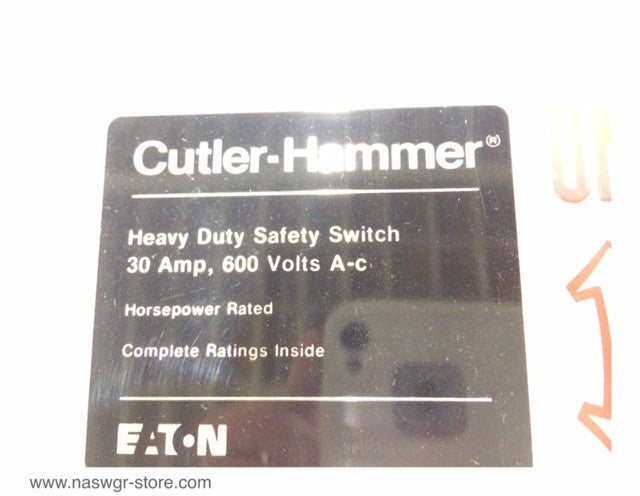 Cutler-Hammer®
Heavy Duty Safety Switch
30 Amp, 600 Volts A-c
Horsepower Rated
Complete Ratings Inside
EATON
www.naswgr-store.com